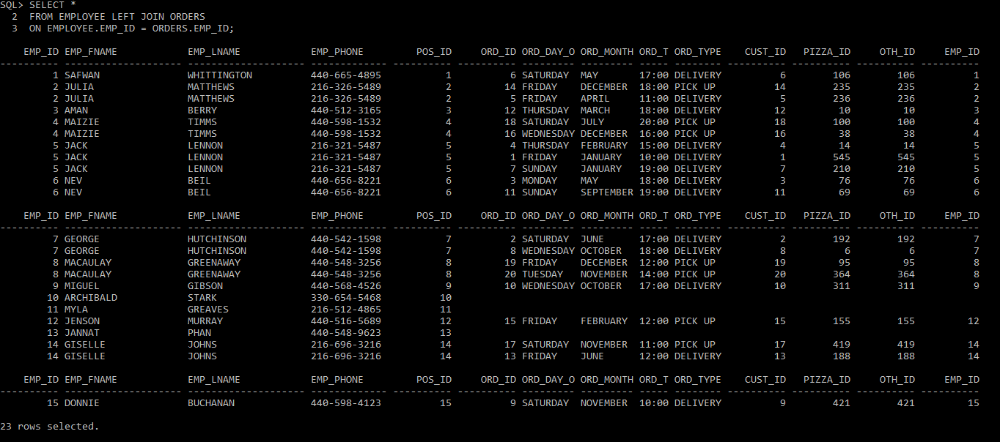 SQL> SELECT *
  2  FROM EMPLOYEE LEFT JOIN ORDERS
  3  ON EMPLOYEE.EMP_ID = ORDERS.EMP_ID;
    EMP_ID EMP_FNAME            EMP_LNAME            EMP_PHONE         POS_ID     ORD_ID ORD_DAY_O ORD_MONTH ORD_T ORD_TYPE    CUST_ID   PIZZA_ID     OTH_ID     EMP_ID
---------- -------------------- -------------------- ------------- ---------- ---------- --------- --------- ----- -------- ---------- ---------- ---------- ----------
         1 SAFWAN               WHITTINGTON          440-665-4895           1          6 SATURDAY  MAY       17:00 DELIVERY          6        106        106          1
         2 JULIA                MATTHEWS             216-326-5489           2         14 FRIDAY    DECEMBER  18:00 PICK UP          14        235        235          2
         2 JULIA                MATTHEWS             216-326-5489           2          5 FRIDAY    APRIL     11:00 DELIVERY          5        236        236          2
         3 AMAN                 BERRY                440-512-3165           3         12 THURSDAY  MARCH     18:00 DELIVERY         12         10         10          3
         4 MAIZIE               TIMMS                440-598-1532           4         18 SATURDAY  JULY      20:00 PICK UP          18        100        100          4
         4 MAIZIE               TIMMS                440-598-1532           4         16 WEDNESDAY DECEMBER  16:00 PICK UP          16         38         38          4
         5 JACK                 LENNON               216-321-5487           5          4 THURSDAY  FEBRUARY  15:00 DELIVERY          4         14         14          5
         5 JACK                 LENNON               216-321-5487           5          1 FRIDAY    JANUARY   10:00 DELIVERY          1        545        545          5
         5 JACK                 LENNON               216-321-5487           5          7 SUNDAY    JANUARY   19:00 DELIVERY          7        210        210          5
         6 NEV                  BEIL                 440-656-8221           6          3 MONDAY    MAY       18:00 DELIVERY          3         76         76          6
         6 NEV                  BEIL                 440-656-8221           6         11 SUNDAY    SEPTEMBER 19:00 DELIVERY         11         69         69          6
    EMP_ID EMP_FNAME            EMP_LNAME            EMP_PHONE         POS_ID     ORD_ID ORD_DAY_O ORD_MONTH ORD_T ORD_TYPE    CUST_ID   PIZZA_ID     OTH_ID     EMP_ID
---------- -------------------- -------------------- ------------- ---------- ---------- --------- --------- ----- -------- ---------- ---------- ---------- ----------
         7 GEORGE               HUTCHINSON           440-542-1598           7          2 SATURDAY  JUNE      17:00 DELIVERY          2        192        192          7
         7 GEORGE               HUTCHINSON           440-542-1598           7          8 WEDNESDAY OCTOBER   18:00 DELIVERY          8          6          6          7
         8 MACAULAY             GREENAWAY            440-548-3256           8         19 FRIDAY    DECEMBER  12:00 PICK UP          19         95         95          8
         8 MACAULAY             GREENAWAY            440-548-3256           8         20 TUESDAY   NOVEMBER  14:00 PICK UP          20        364        364          8
         9 MIGUEL               GIBSON               440-568-4526           9         10 WEDNESDAY OCTOBER   17:00 DELIVERY         10        311        311          9
        10 ARCHIBALD            STARK                330-654-5468          10
        11 MYLA                 GREAVES              216-512-4865          11
        12 JENSON               MURRAY               440-516-5689          12         15 FRIDAY    FEBRUARY  12:00 PICK UP          15        155        155         12
        13 JANNAT               PHAN                 440-548-9623          13
        14 GISELLE              JOHNS                216-696-3216          14         17 SATURDAY  NOVEMBER  11:00 PICK UP          17        419        419         14
        14 GISELLE              JOHNS                216-696-3216          14         13 FRIDAY    JUNE      12:00 DELIVERY         13        188        188         14
    EMP_ID EMP_FNAME            EMP_LNAME            EMP_PHONE         POS_ID     ORD_ID ORD_DAY_O ORD_MONTH ORD_T ORD_TYPE    CUST_ID   PIZZA_ID     OTH_ID     EMP_ID
---------- -------------------- -------------------- ------------- ---------- ---------- --------- --------- ----- -------- ---------- ---------- ---------- ----------
        15 DONNIE               BUCHANAN             440-598-4123          15          9 SATURDAY  NOVEMBER  10:00 DELIVERY          9        421        421         15
23 rows selected.